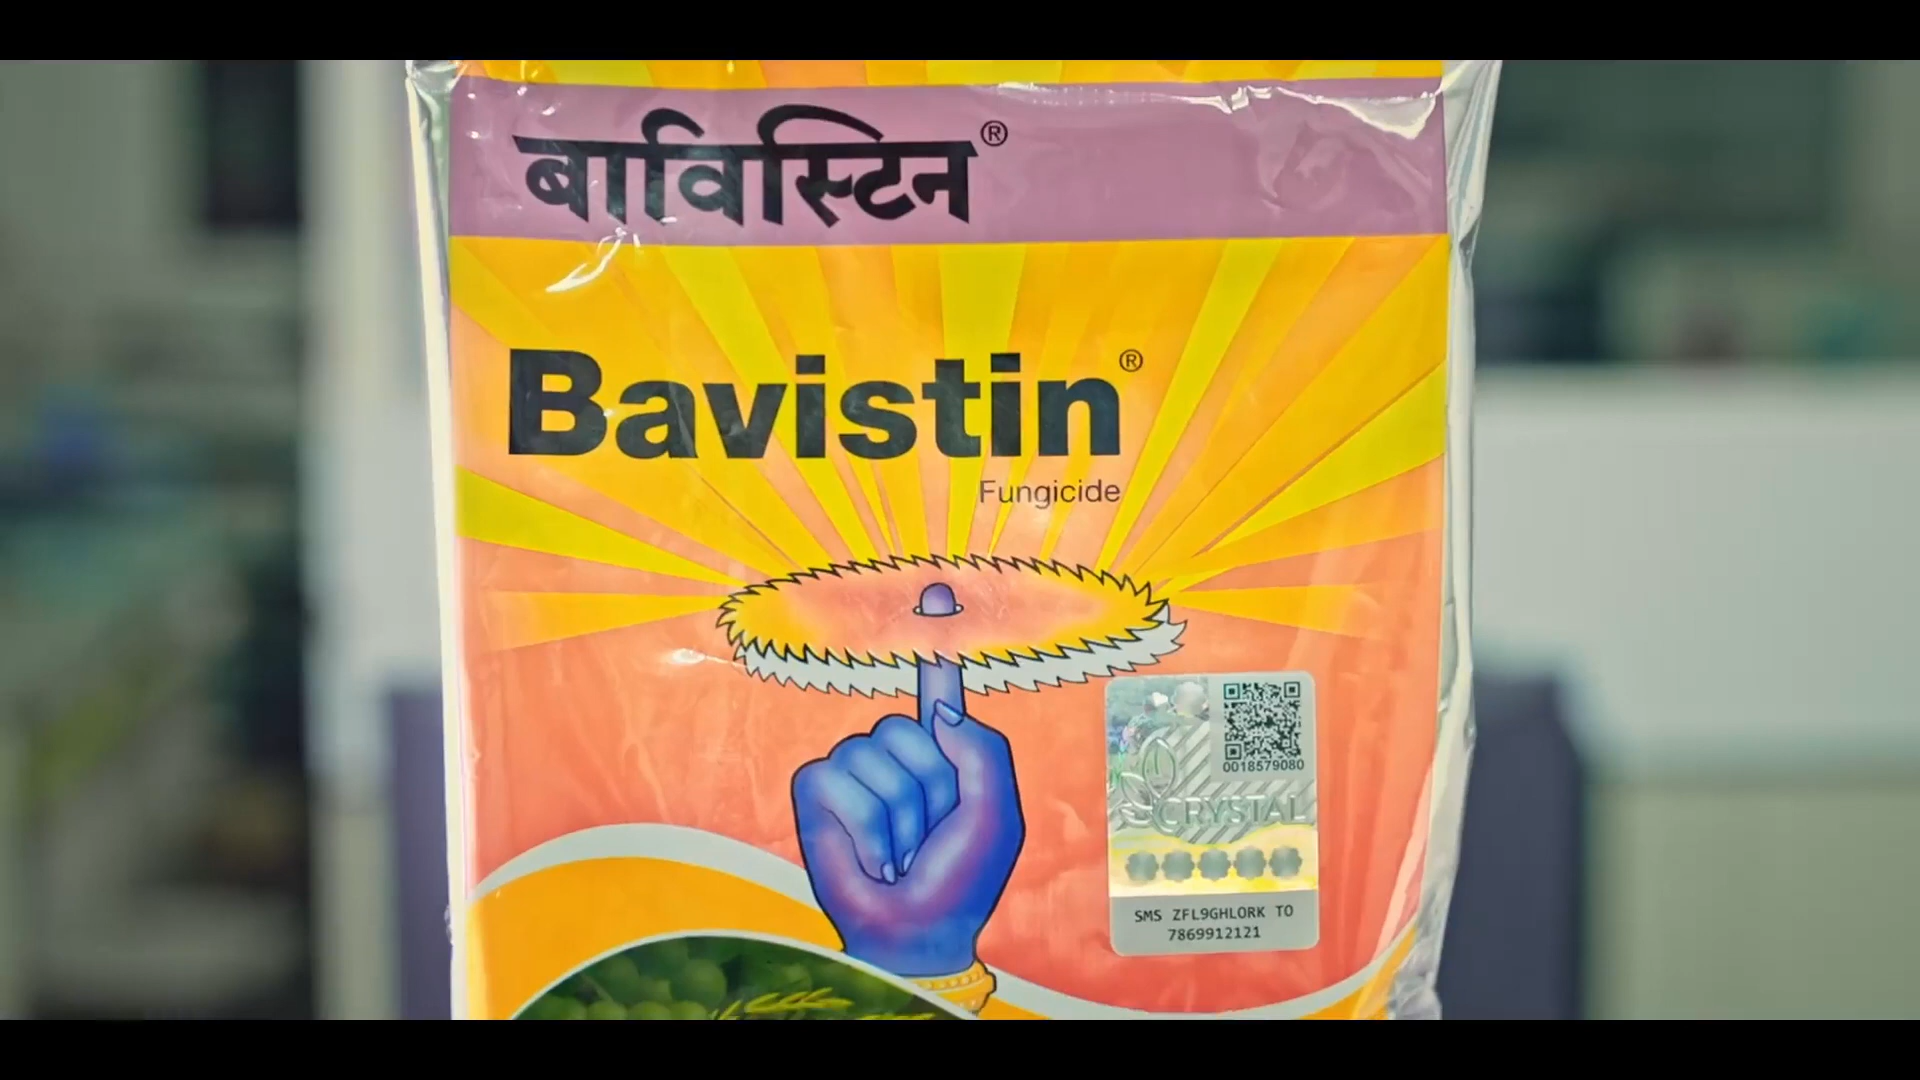 बाविस्टिन®
Bavistin®
Fungicide
0018579080
CRYSTAL
SMS ZFL9GHLORK TO
7869912121